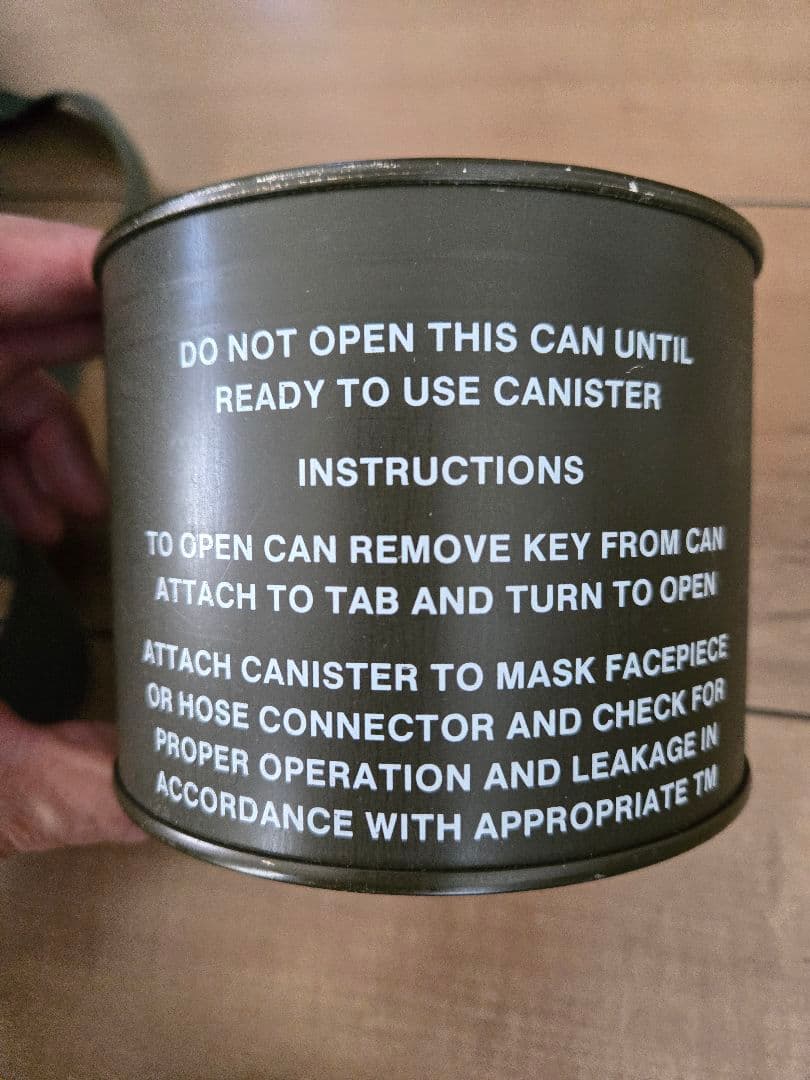 DO NOT OPEN THIS CAN UNTIL
READY TO USE CANISTER
INSTRUCTIONS
TO OPEN CAN REMOVE KEY FROM CAN
ATTACH TO TAB AND TURN TO OPEN
ATTACH CANISTER TO MASK FACEPIECE
OR HOSE CONNECTOR AND CHECK FOR
PROPER OPERATION AND LEAKAGE IN
ACCORDANCE WITH APPROPRIATE TM